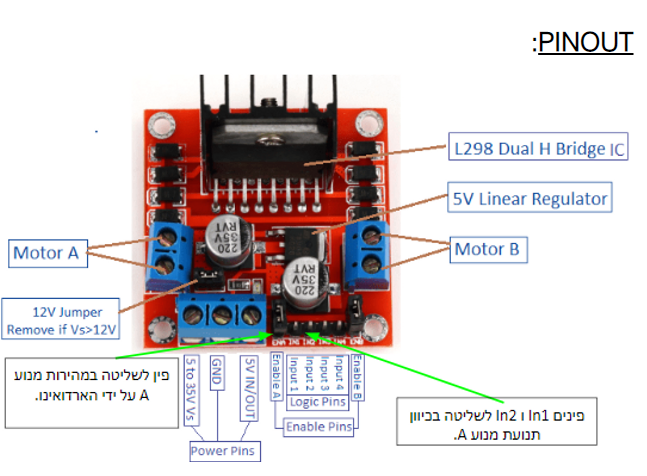 PINOUT:
L298 Dual H Bridge IC
5V Linear Regulator
Motor A
Motor B
220
35V
RVT
220
35V
RVT
12V Jumper
Remove if Vs>12V
פין לשליטה במהירות מנוע
A על ידי הארדואינו.
5 to 35V Vs
GND
5V IN/OUT
Power Pins
Enable A
Input 1
Input 2
Input 3
Input 4
Enable B
Logic Pins
Enable Pins
פינים In1 ו In2 לשליטה בכיוון
תנועת מנוע A.